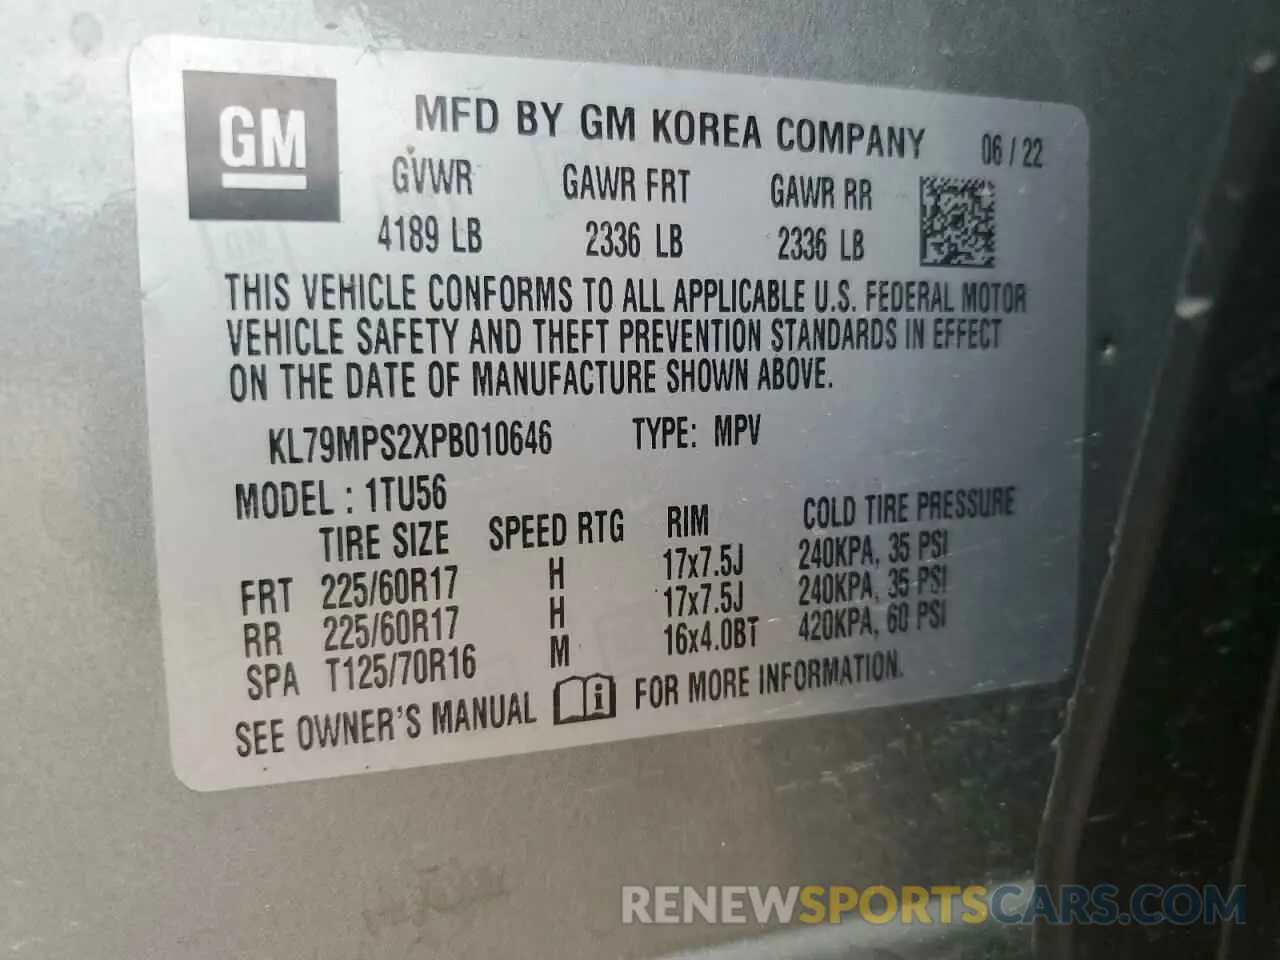 GM
MFD BY GM KOREA COMPANY 06 / 22
GVWR GAWR FRT GAWR RR
4189 LB 2336 LB 2336 LB
THIS VEHICLE CONFORMS TO ALL APPLICABLE U.S. FEDERAL MOTOR
VEHICLE SAFETY AND THEFT PREVENTION STANDARDS IN EFFECT
ON THE DATE OF MANUFACTURE SHOWN ABOVE.
KL79MPS2XPB010646 TYPE: MPV
MODEL : 1TU56
TIRE SIZE SPEED RTG RIM COLD TIRE PRESSURE
FRT 225/60R17 H 17x7.5J 240KPA, 35 PSI
RR 225/60R17 H 17x7.5J 240KPA, 35 PSI
SPA T125/70R16 M 16x4.0BT 420KPA, 60 PSI
SEE OWNER'S MANUAL i FOR MORE INFORMATION.
RENEWSPORTSCARS.COM